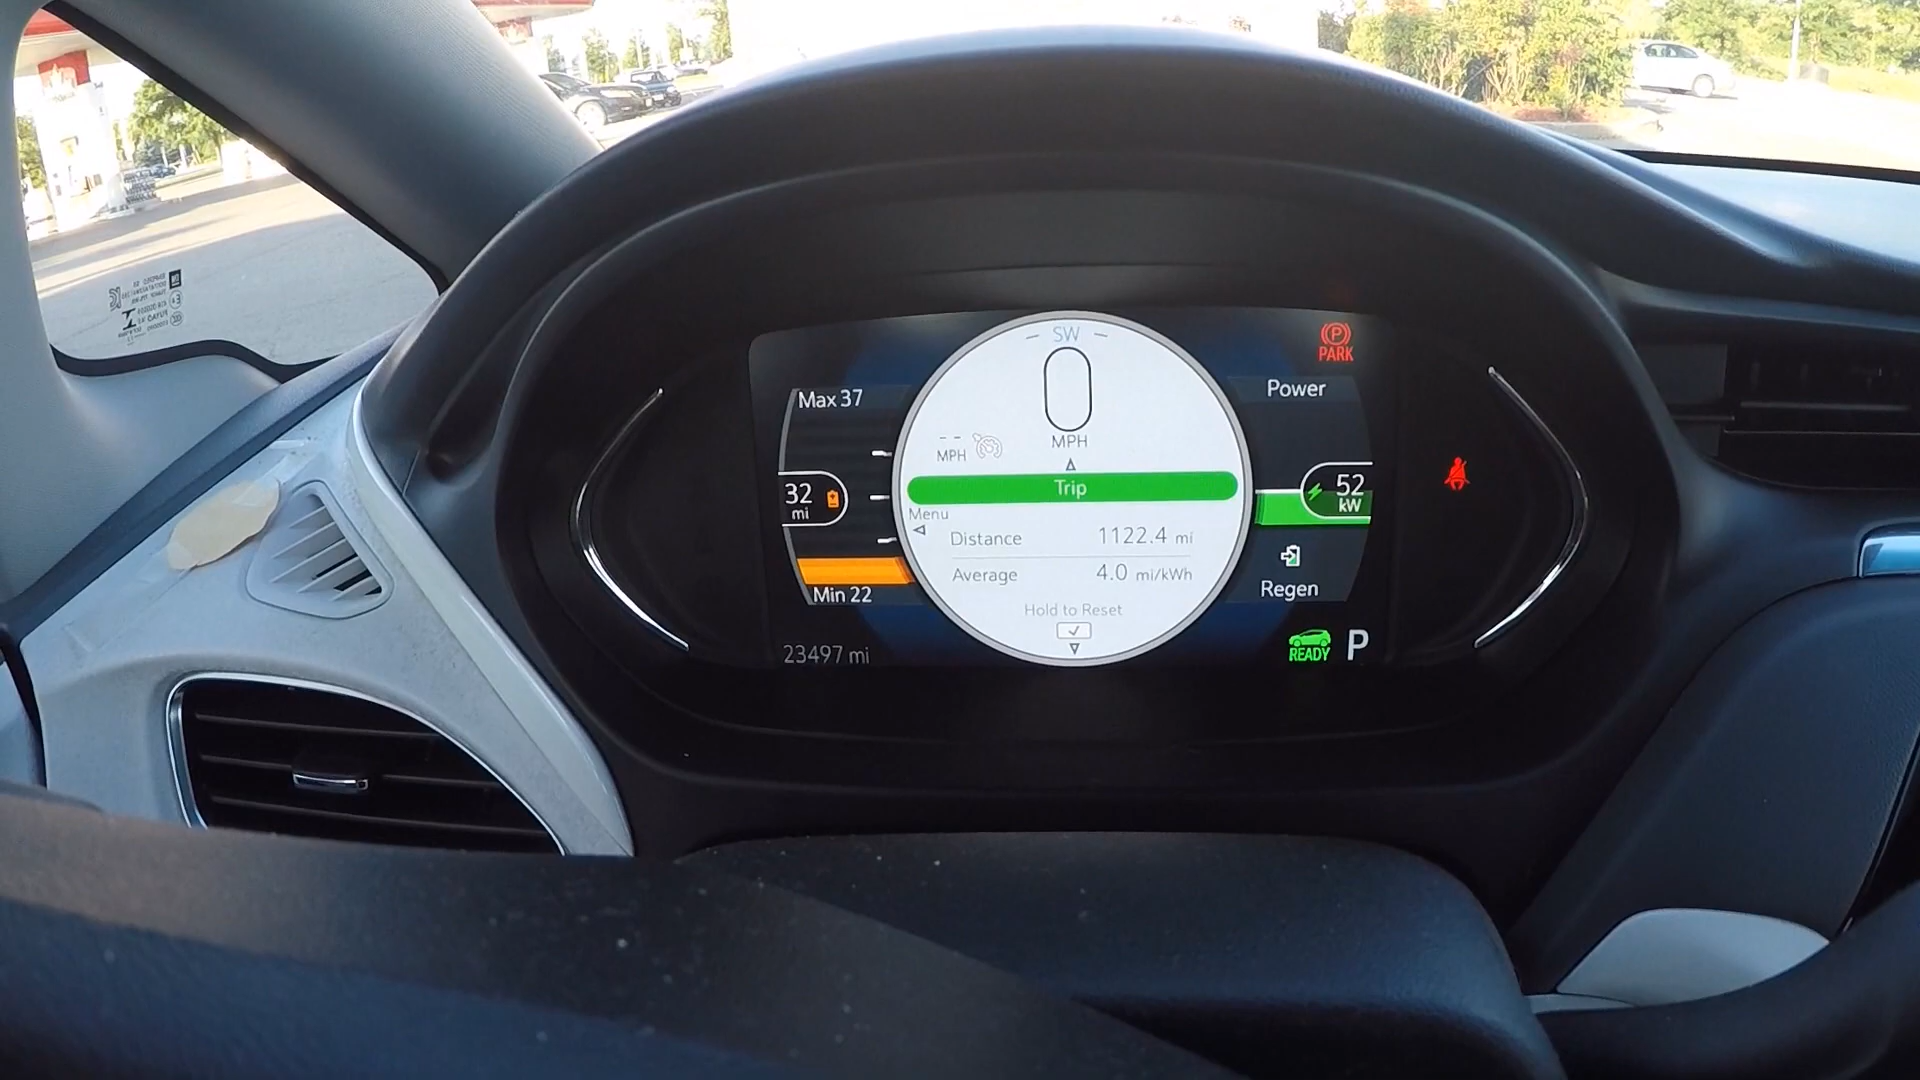 SW
PARK
Max 37
Power
MPH
-- MPH
32
mi
Trip
52
kW
Menu
Distance 1122.4 mi
Average 4.0 mi/kWh
Min 22
Regen
Hold to Reset
23497 mi
READY P